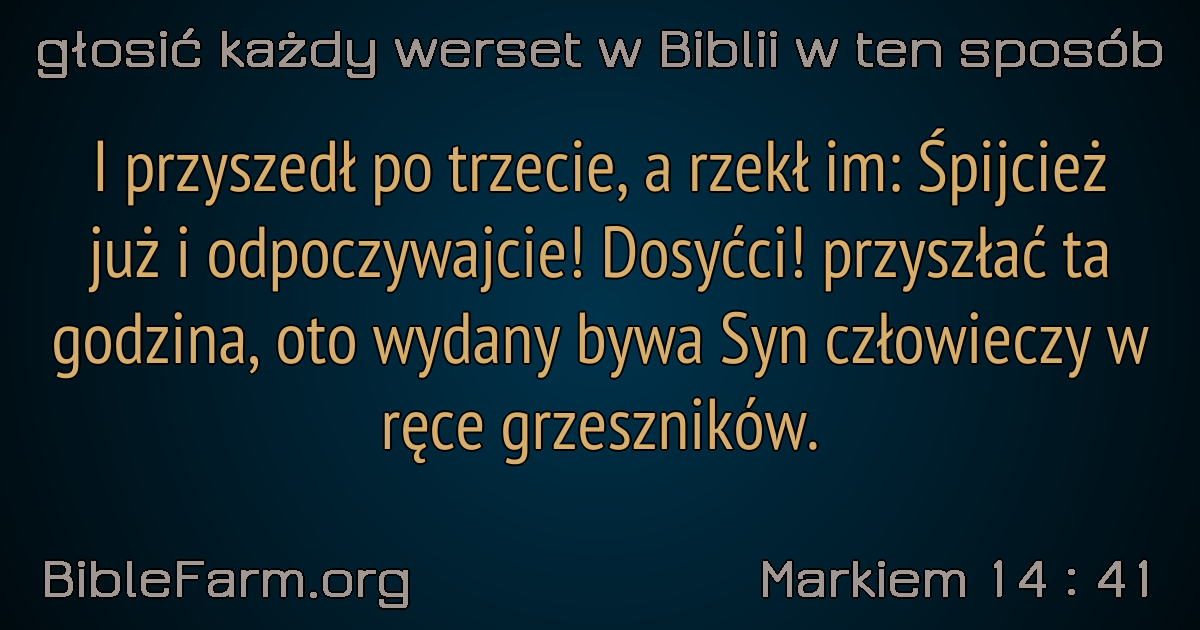 głosić każdy werset w Biblii w ten sposób
I przyszedł po trzecie, a rzekł im: Śpijcież
już i odpoczywajcie! Dosyćci! przyszłać ta
godzina, oto wydany bywa Syn człowieczy w
ręce grzeszników.
BibleFarm.org
Markiem 14 : 41